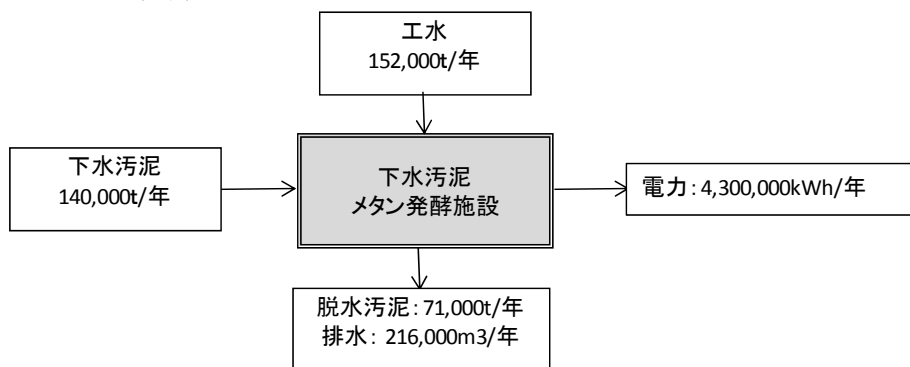 工水
152,000t/年
下水汚泥
140,000t/年
下水汚泥
メタン発酵施設
電力：4,300,000kWh/年
脱水汚泥：71,000t/年
排水： 216,000m3/年